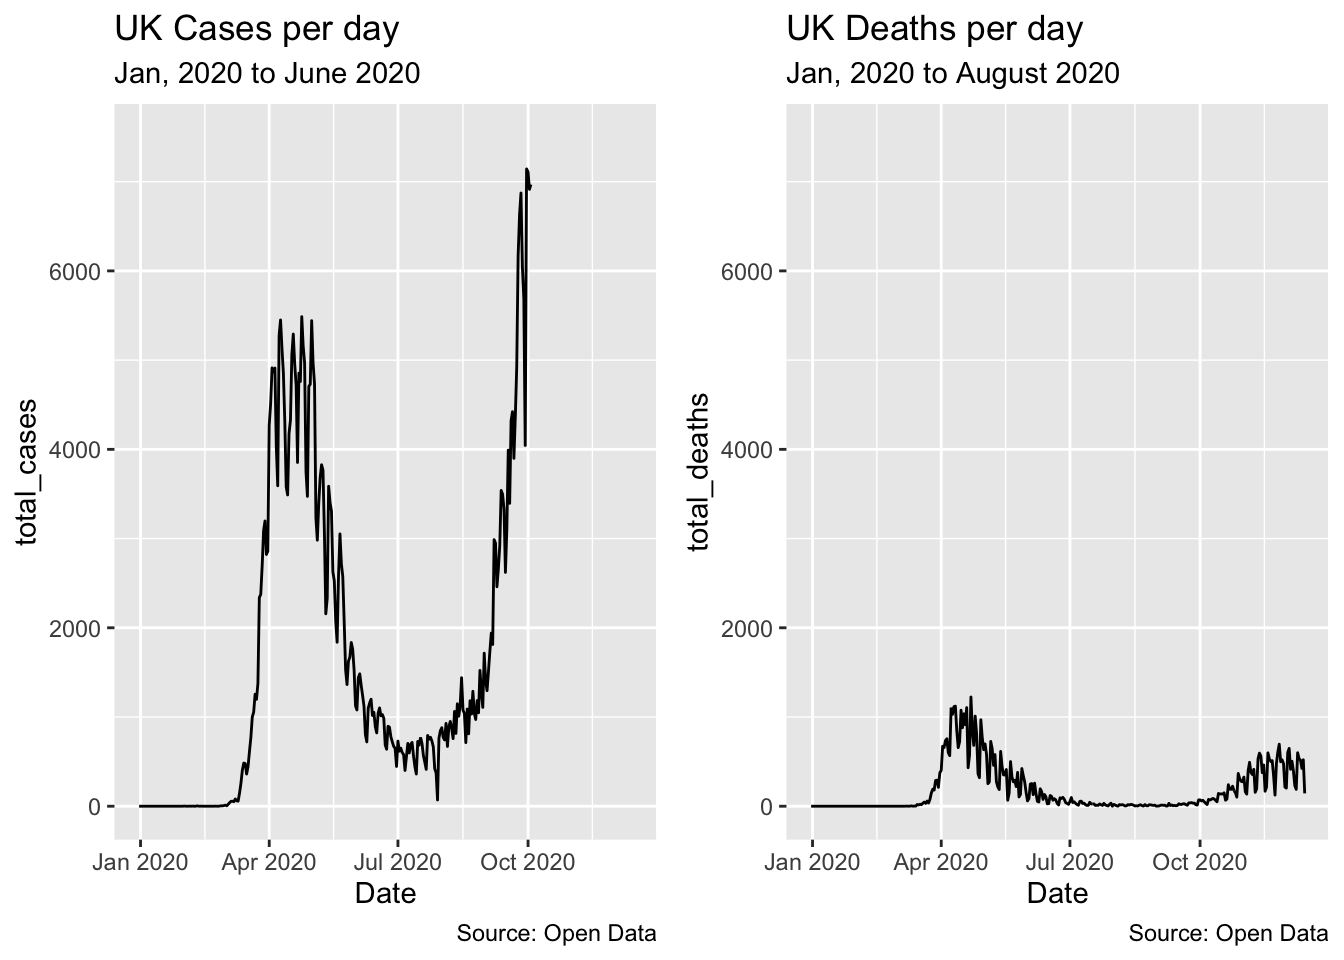 UK Cases per day
Jan, 2020 to June 2020
total_cases
6000
4000
2000
0
Jan 2020 Apr 2020 Jul 2020 Oct 2020
Date
Source: Open Data
UK Deaths per day
Jan, 2020 to August 2020
total_deaths
6000
4000
2000
0
Jan 2020 Apr 2020 Jul 2020 Oct 2020
Date
Source: Open Data